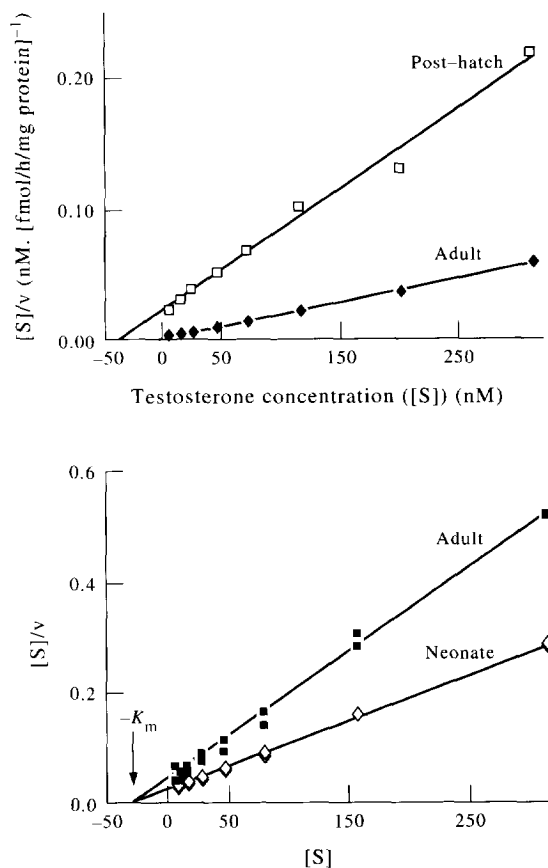 [S]/v (nM. [fmol/h/mg protein]⁻¹)
0.20
0.10
0.00
Post–hatch
Adult
−50
0
50
150
250
Testosterone concentration ([S]) (nM)
[S]/v
0.6
0.4
0.2
0.0
Adult
Neonate
−Kₘ
−50
0
50
150
250
[S]